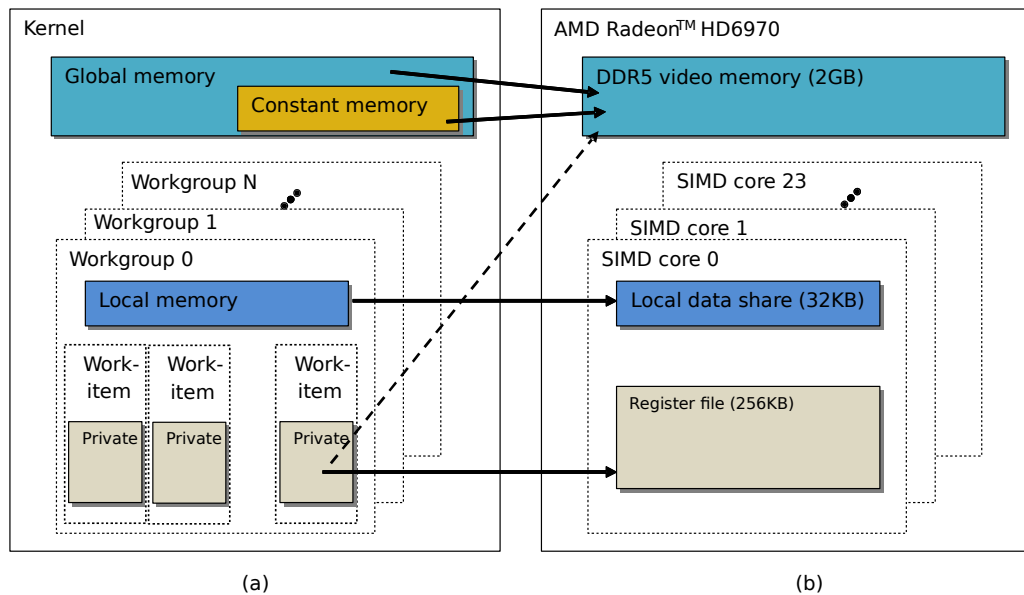 Kernel
Global memory
Constant memory
Workgroup N
Workgroup 1
Workgroup 0
Local memory
Work-
item
Work-
item
Work-
item
Private
Private
Private
(a)
AMD Radeon™ HD6970
DDR5 video memory (2GB)
SIMD core 23
SIMD core 1
SIMD core 0
Local data share (32KB)
Register file (256KB)
(b)